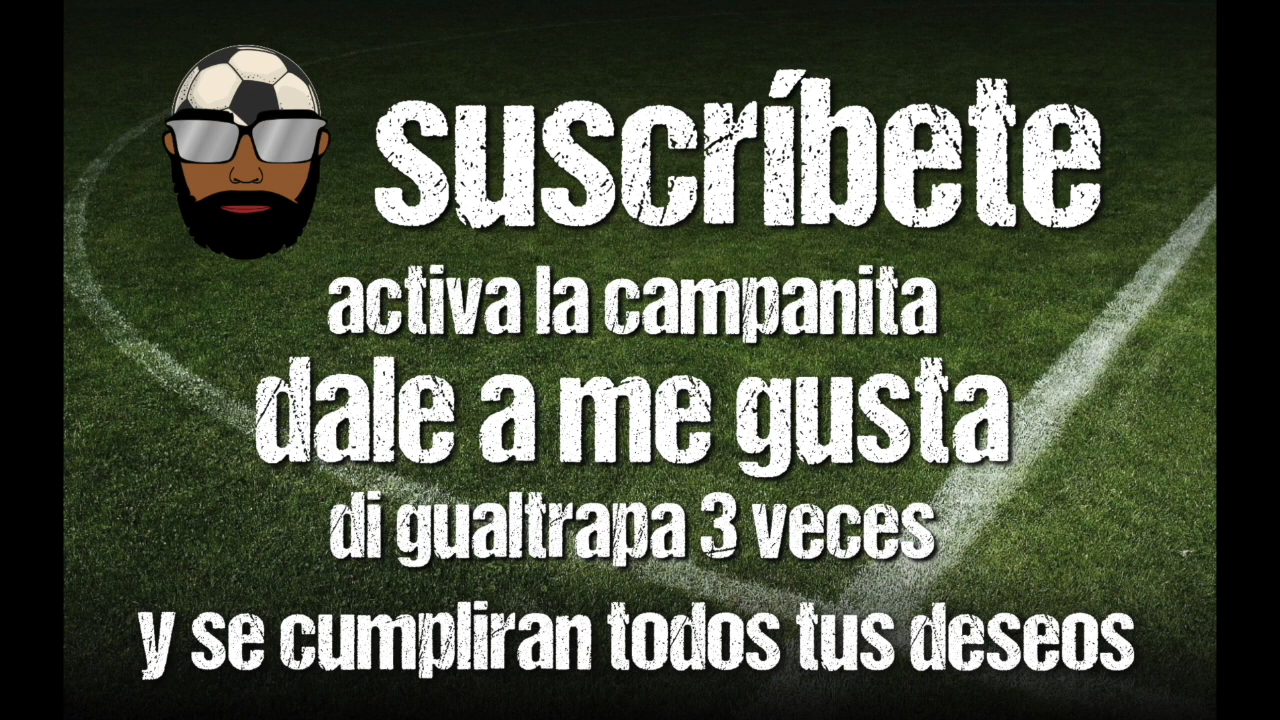 suscríbete
activa la campanita
dale a me gusta
di gualtrapa 3 veces
y se cumpliran todos tus deseos